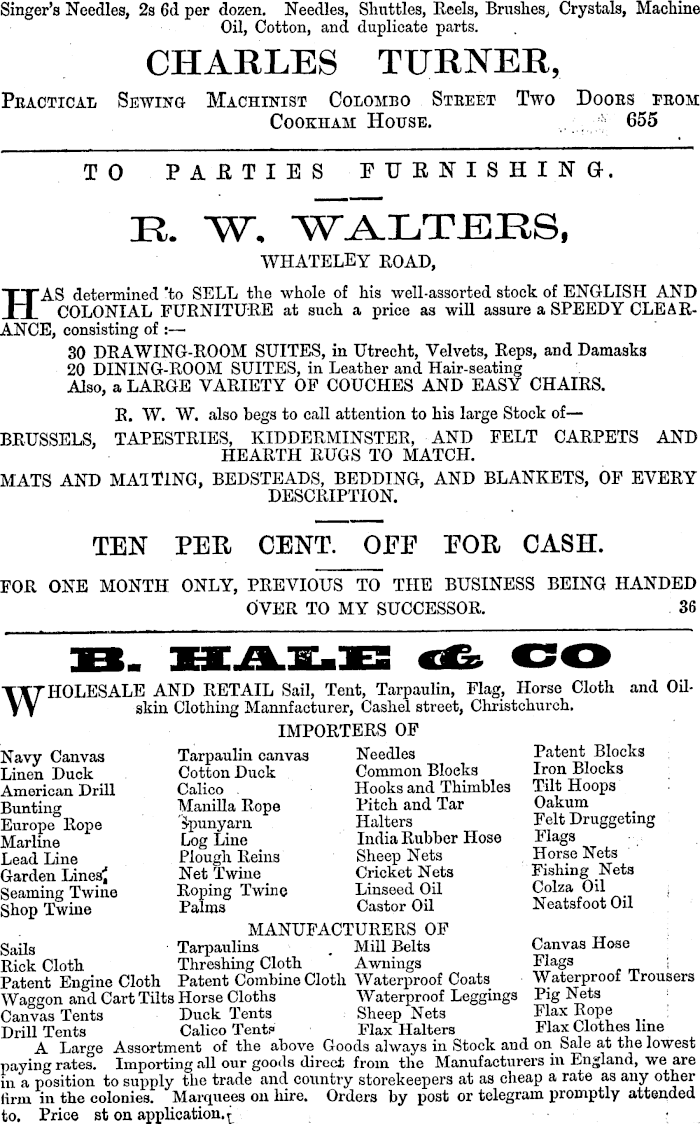 Singer's Needles, 2s 6d per dozen. Needles, Shuttles, Reels, Brushes, Crystals, Machine
Oil, Cotton, and duplicate parts.
CHARLES TURNER,
PRACTICAL SEWING MACHINIST COLOMBO STREET TWO DOORS FROM
COOKHAM HOUSE. 655
TO PARTIES FURNISHING.
R. W. WALTERS,
WHATELEY ROAD,
HAS determined to SELL the whole of his well-assorted stock of ENGLISH AND
COLONIAL FURNITURE at such a price as will assure a SPEEDY CLEAR-
ANCE, consisting of :—
30 DRAWING-ROOM SUITES, in Utrecht, Velvets, Reps, and Damasks
20 DINING-ROOM SUITES, in Leather and Hair-seating
Also, a LARGE VARIETY OF COUCHES AND EASY CHAIRS.
R. W. W. also begs to call attention to his large Stock of—
BRUSSELS, TAPESTRIES, KIDDERMINSTER, AND FELT CARPETS AND
HEARTH RUGS TO MATCH.
MATS AND MATTING, BEDSTEADS, BEDDING, AND BLANKETS, OF EVERY
DESCRIPTION.
TEN PER CENT. OFF FOR CASH.
FOR ONE MONTH ONLY, PREVIOUS TO THE BUSINESS BEING HANDED
OVER TO MY SUCCESSOR. 36
B. HALE & CO
WHOLESALE AND RETAIL Sail, Tent, Tarpaulin, Flag, Horse Cloth and Oil-
skin Clothing Mannfacturer, Cashel street, Christchurch.
IMPORTERS OF
Navy Canvas Tarpaulin canvas Needles Patent Blocks
Linen Duck Cotton Duck Common Blocks Iron Blocks
American Drill Calico Hooks and Thimbles Tilt Hoops
Bunting Manilla Rope Pitch and Tar Oakum
Europe Rope Spunyarn Halters Felt Druggeting
Marline Log Line India Rubber Hose Flags
Lead Line Plough Reins Sheep Nets Horse Nets
Garden Lines Net Twine Cricket Nets Fishing Nets
Seaming Twine Roping Twine Linseed Oil Colza Oil
Shop Twine Palms Castor Oil Neatsfoot Oil
MANUFACTURERS OF
Sails Tarpaulins Mill Belts Canvas Hose
Rick Cloth Threshing Cloth Awnings Flags
Patent Engine Cloth Patent Combine Cloth Waterproof Coats Waterproof Trousers
Waggon and Cart Tilts Horse Cloths Waterproof Leggings Pig Nets
Canvas Tents Duck Tents Sheep Nets Flax Rope
Drill Tents Calico Tents Flax Halters Flax Clothes line
A Large Assortment of the above Goods always in Stock and on Sale at the lowest
paying rates. Importing all our goods direct from the Manufacturers in England, we are
in a position to supply the trade and country storekeepers at as cheap a rate as any other
firm in the colonies. Marquees on hire. Orders by post or telegram promptly attended
to. Price st on application.